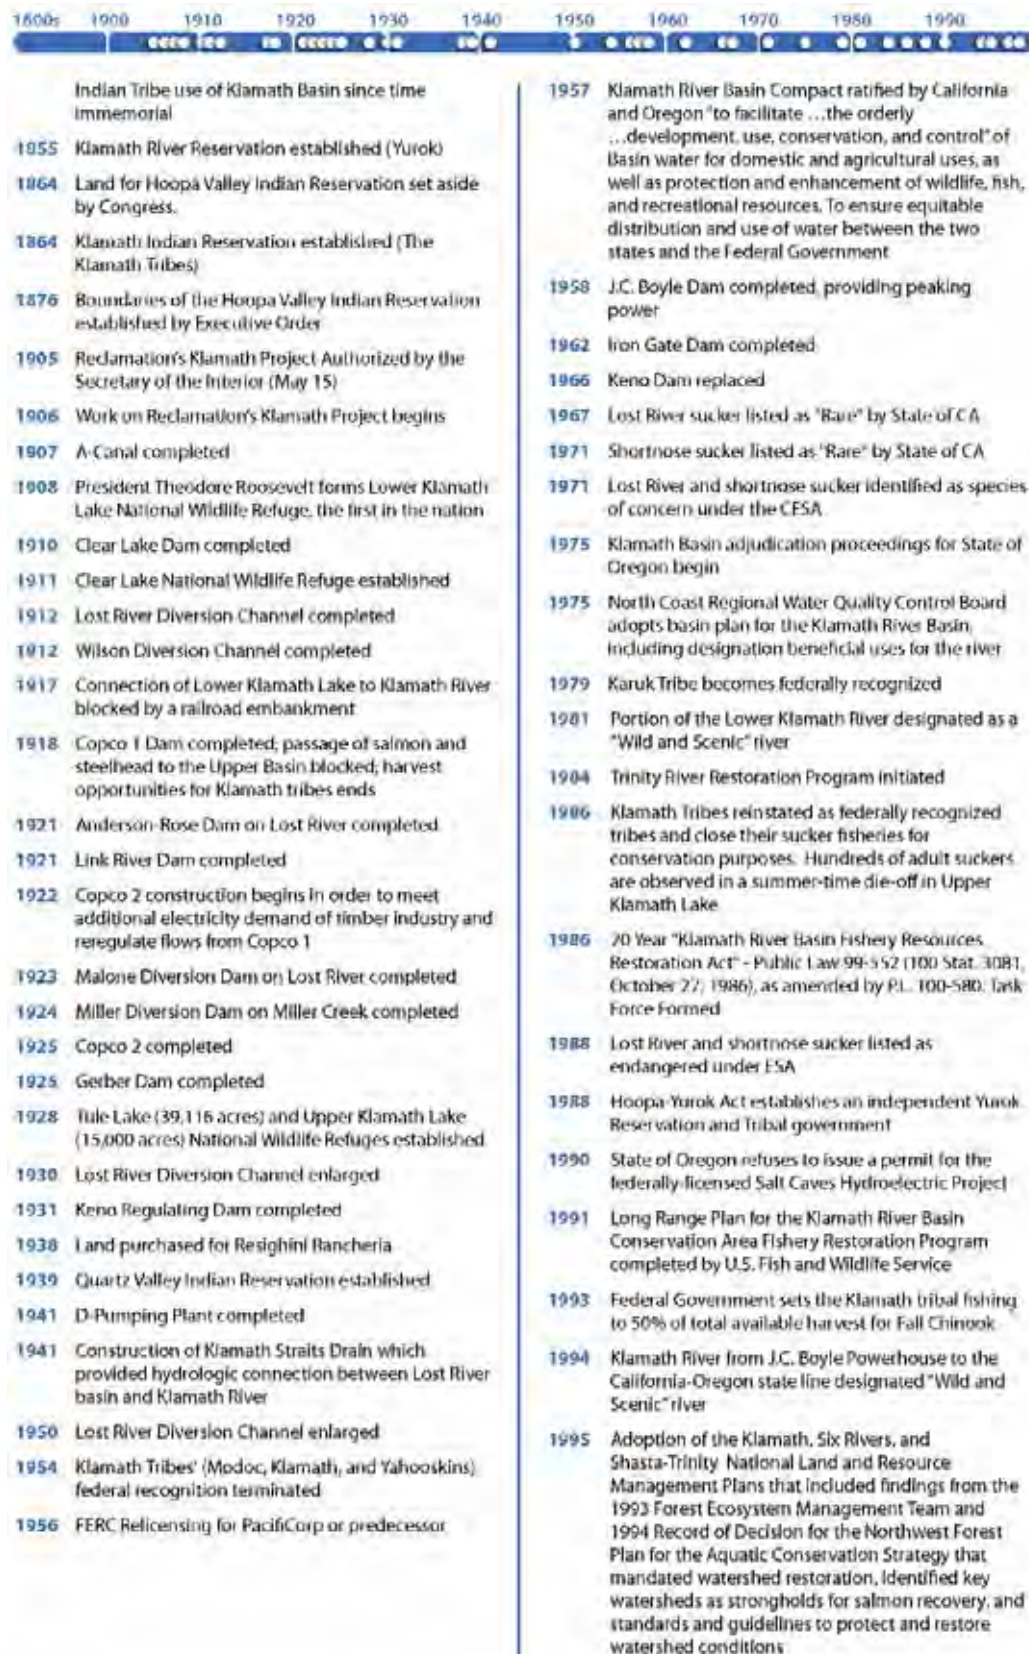 1800s 1900 1910 1920 1930 1940 1950 1960 1970 1980 1990
Indian Tribe use of Klamath Basin since time
immemorial
1855 Klamath River Reservation established (Yurok)
1864 Land for Hoopa Valley Indian Reservation set aside
by Congress.
1864 Klamath Indian Reservation established (The
Klamath Tribes)
1876 Boundaries of the Hoopa Valley Indian Reservation
established by Executive Order
1905 Reclamation's Klamath Project Authorized by the
Secretary of the Interior (May 15)
1906 Work on Reclamation's Klamath Project begins
1907 A-Canal completed
1908 President Theodore Roosevelt forms Lower Klamath
Lake National Wildlife Refuge, the first in the nation
1910 Clear Lake Dam completed
1911 Clear Lake National Wildlife Refuge established
1912 Lost River Diversion Channel completed
1912 Wilson Diversion Channel completed
1917 Connection of Lower Klamath Lake to Klamath River
blocked by a railroad embankment
1918 Copco 1 Dam completed; passage of salmon and
steelhead to the Upper Basin blocked; harvest
opportunities for Klamath tribes ends
1921 Anderson-Rose Dam on Lost River completed
1921 Link River Dam completed
1922 Copco 2 construction begins in order to meet
additional electricity demand of timber industry and
reregulate flows from Copco 1
1923 Malone Diversion Dam on Lost River completed
1924 Miller Diversion Dam on Miller Creek completed
1925 Copco 2 completed
1925 Gerber Dam completed
1928 Tule Lake (39,116 acres) and Upper Klamath Lake
(15,000 acres) National Wildlife Refuges established
1930 Lost River Diversion Channel enlarged
1931 Keno Regulating Dam completed
1938 Land purchased for Resighini Rancheria
1939 Quartz Valley Indian Reservation established
1941 D-Pumping Plant completed
1941 Construction of Klamath Straits Drain which
provided hydrologic connection between Lost River
basin and Klamath River
1950 Lost River Diversion Channel enlarged
1954 Klamath Tribes' (Modoc, Klamath, and Yahooskins)
federal recognition terminated
1956 FERC Relicensing for PacifiCorp or predecessor
1957 Klamath River Basin Compact ratified by California
and Oregon "to facilitate …the orderly
…development, use, conservation, and control" of
Basin water for domestic and agricultural uses, as
well as protection and enhancement of wildlife, fish,
and recreational resources. To ensure equitable
distribution and use of water between the two
states and the Federal Government
1958 J.C. Boyle Dam completed, providing peaking
power
1962 Iron Gate Dam completed
1966 Keno Dam replaced
1967 Lost River sucker listed as "Rare" by State of CA
1971 Shortnose sucker listed as "Rare" by State of CA
1971 Lost River and shortnose sucker identified as species
of concern under the CESA
1975 Klamath Basin adjudication proceedings for State of
Oregon begin
1975 North Coast Regional Water Quality Control Board
adopts basin plan for the Klamath River Basin,
including designation beneficial uses for the river
1979 Karuk Tribe becomes federally recognized
1981 Portion of the Lower Klamath River designated as a
"Wild and Scenic" river
1984 Trinity River Restoration Program initiated
1986 Klamath Tribes reinstated as federally recognized
tribes and close their sucker fisheries for
conservation purposes. Hundreds of adult suckers
are observed in a summer-time die-off in Upper
Klamath Lake
1986 20 Year "Klamath River Basin Fishery Resources
Restoration Act" - Public Law 99-552 (100 Stat. 3081,
October 27, 1986), as amended by P.L. 100-580. Task
Force Formed
1988 Lost River and shortnose sucker listed as
endangered under ESA
1988 Hoopa-Yurok Act establishes an independent Yurok
Reservation and Tribal government
1990 State of Oregon refuses to issue a permit for the
federally-licensed Salt Caves Hydroelectric Project
1991 Long Range Plan for the Klamath River Basin
Conservation Area Fishery Restoration Program
completed by U.S. Fish and Wildlife Service
1993 Federal Government sets the Klamath tribal fishing
to 50% of total available harvest for Fall Chinook
1994 Klamath River from J.C. Boyle Powerhouse to the
California-Oregon state line designated "Wild and
Scenic" river
1995 Adoption of the Klamath, Six Rivers, and
Shasta-Trinity National Land and Resource
Management Plans that included findings from the
1993 Forest Ecosystem Management Team and
1994 Record of Decision for the Northwest Forest
Plan for the Aquatic Conservation Strategy that
mandated watershed restoration, identified key
watersheds as strongholds for salmon recovery, and
standards and guidelines to protect and restore
watershed conditions